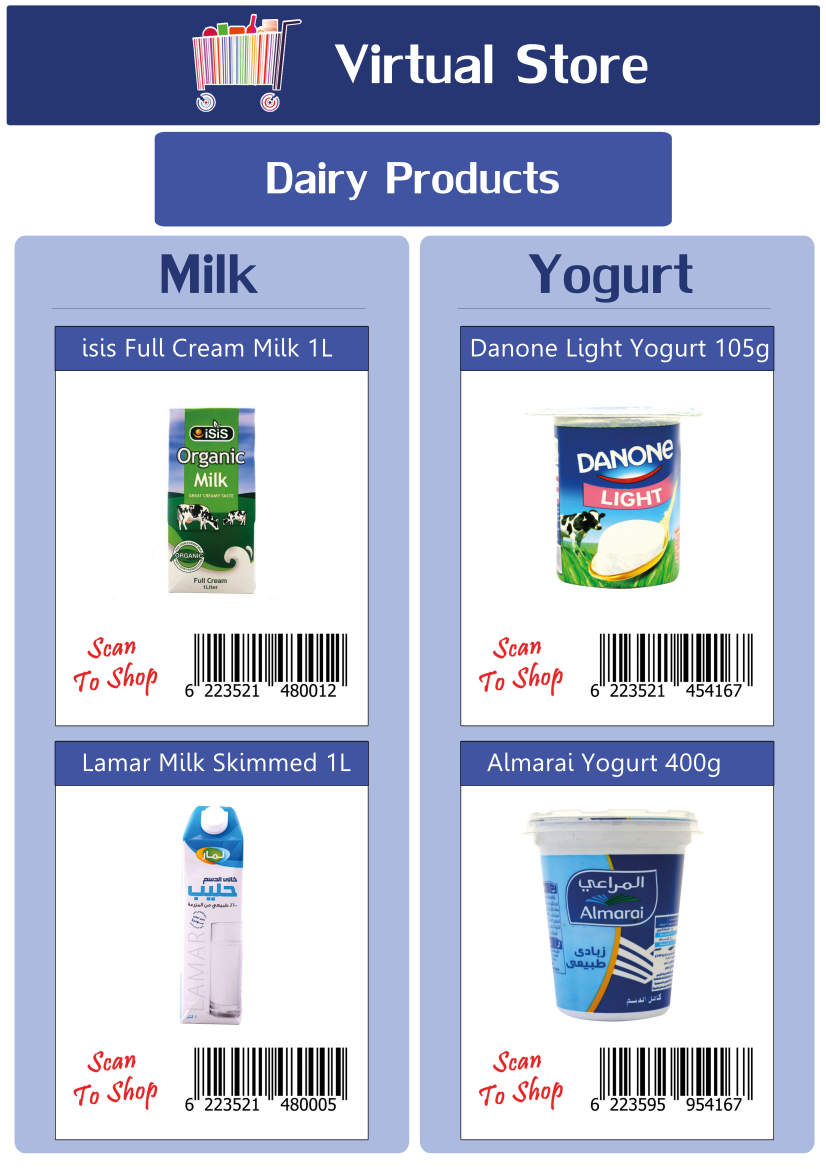 Virtual Store
Dairy Products
Milk
isis Full Cream Milk 1L
isis
Organic
Milk
GREAT CREAMY TASTE
ORGANIC
Full Cream
1Liter
Scan
To Shop
6 223521 480012
Lamar Milk Skimmed 1L
لمار
خالى الدسم
حليب
LAMAR
Scan
To Shop
6 223521 480005
Yogurt
Danone Light Yogurt 105g
DANONE
LIGHT
Scan
To Shop
6 223521 454167
Almarai Yogurt 400g
المراعي
Almarai
زبادى
طبيعى
كامل الدسم
Scan
To Shop
6 223595 954167